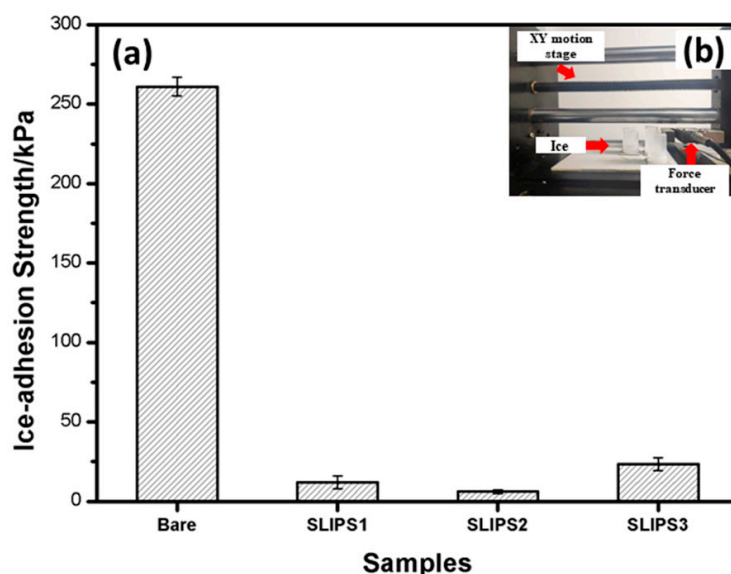 300
250
200
150
100
50
0
Ice-adhesion Strength/kPa
(a)
(b)
XY motion
stage
Ice
Force
transducer
Bare
SLIPS1
SLIPS2
SLIPS3
Samples